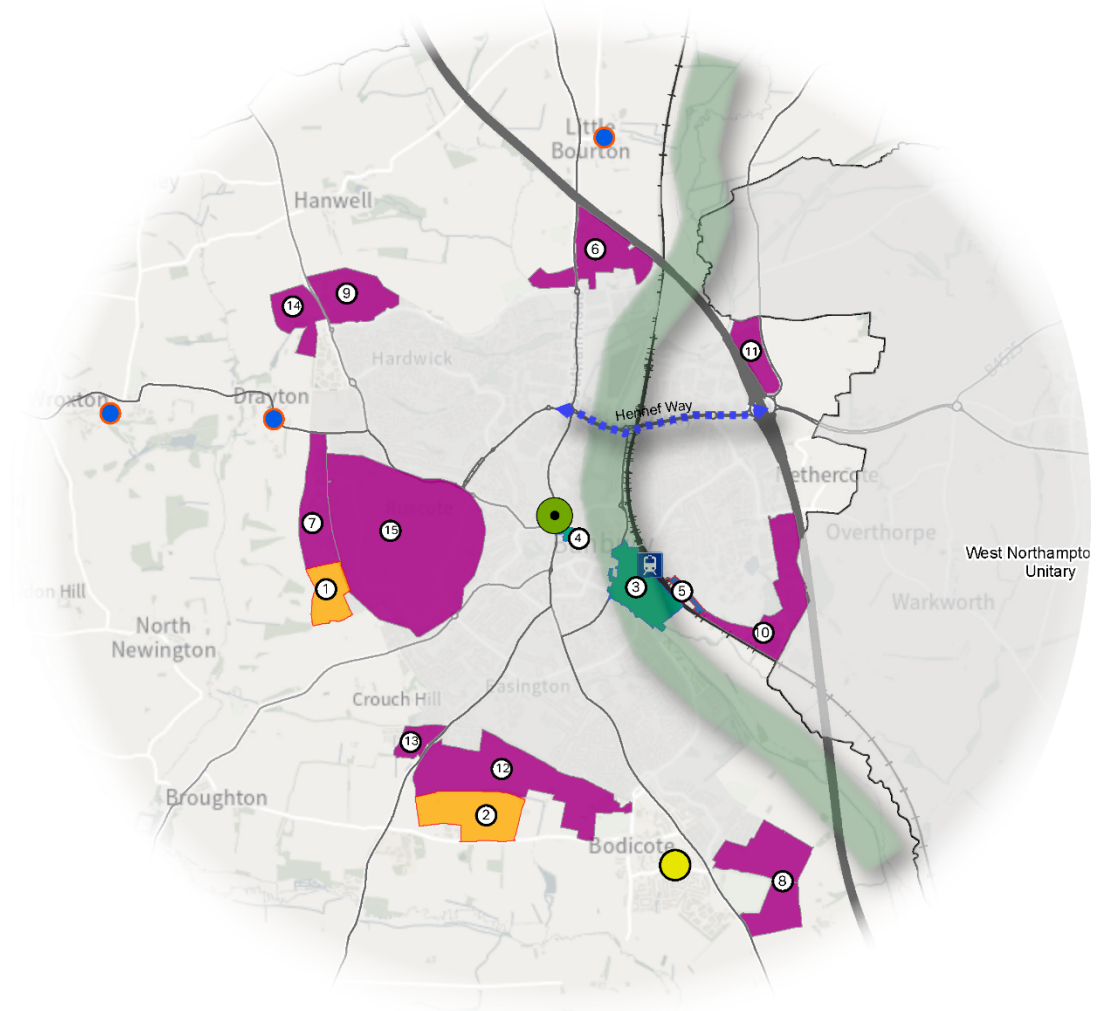 Little
Bourton
Hanwell
6
14
9
Hardwick
11
Wroxton
Drayton
Hennef Way
Nethercote
7
15
4
Overthorpe
West Northampto
Unitary
1
3
5
Warkworth
10
North
Newington
Easington
Crouch Hill
13
12
Broughton
2
Bodicote
8